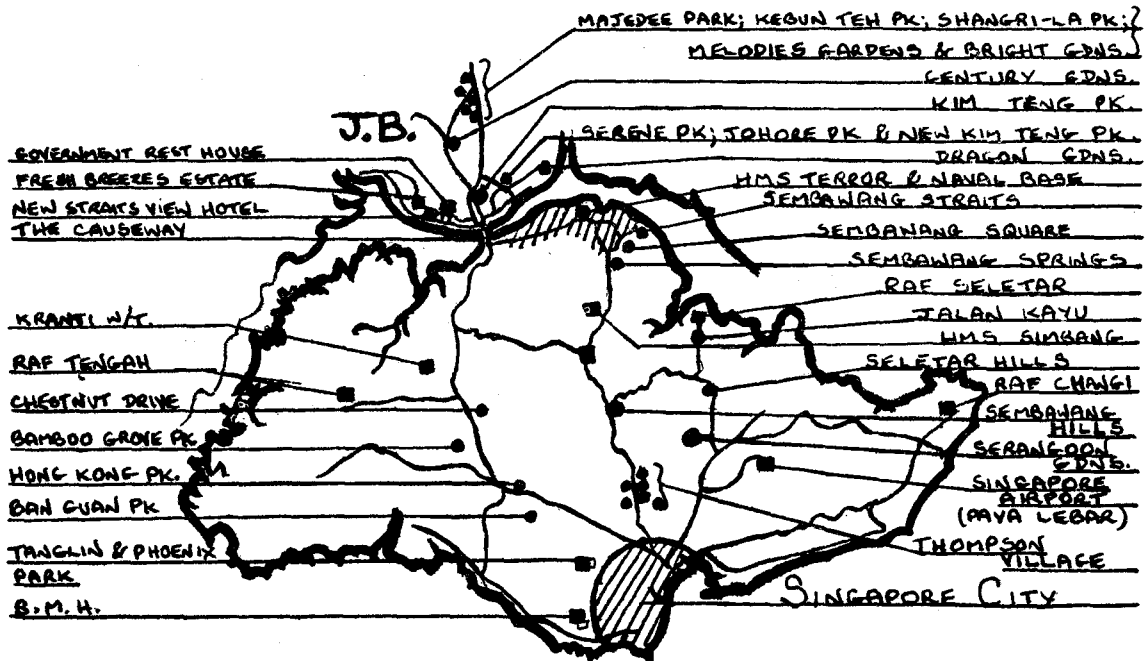 MAJEDEE PARK; KEBUN TEH PK; SHANGRI-LA PK;
MELODIES GARDENS & BRIGHT GDNS.
CENTURY GDNS.
KIM TENG PK.
J.B.
SERENE PK; JOHORE PK & NEW KIM TENG PK.
DRAGON GDNS.
HMS TERROR & NAVAL BASE
SEMBAWANG STRAITS
SEMBAWANG SQUARE
SEMBAWANG SPRINGS
RAF SELETAR
JALAN KAYU
HMS SIMBANG
SELETAR HILLS
RAF CHANGI
SEMBAWANG
HILLS
SERANGOON
GDNS.
SINGAPORE
AIRPORT
(PAYA LEBAR)
THOMPSON
VILLAGE
SINGAPORE CITY
GOVERNMENT REST HOUSE
FRESH BREEZES ESTATE
NEW STRAITS VIEW HOTEL
THE CAUSEWAY
KRANJI W/T.
RAF TENGAH
CHESTNUT DRIVE
BAMBOO GROVE PK
HONG KONG PK.
BAN GUAN PK
TANGLIN & PHOENIX
PARK
B.M.H.